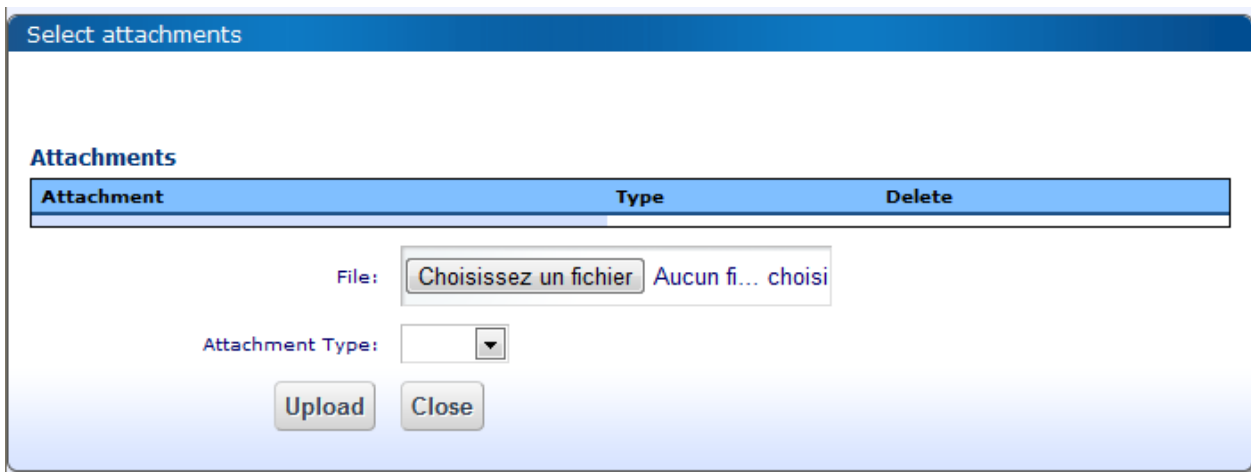 Select attachments
Attachments
Attachment Type Delete
File: Choisissez un fichier Aucun fi... choisi
Attachment Type:
Upload Close